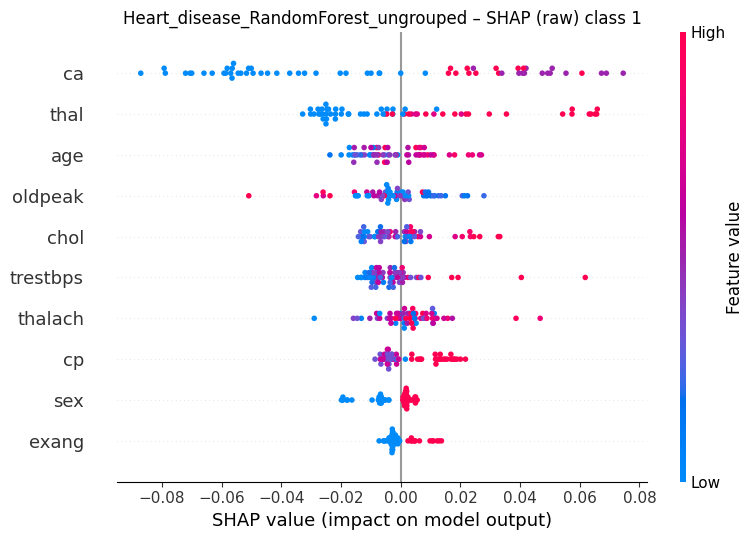 Heart_disease_RandomForest_ungrouped – SHAP (raw) class 1
High
ca
thal
age
oldpeak
chol
trestbps
thalach
cp
sex
exang
Feature value
Low
−0.08 −0.06 −0.04 −0.02 0.00 0.02 0.04 0.06 0.08
SHAP value (impact on model output)